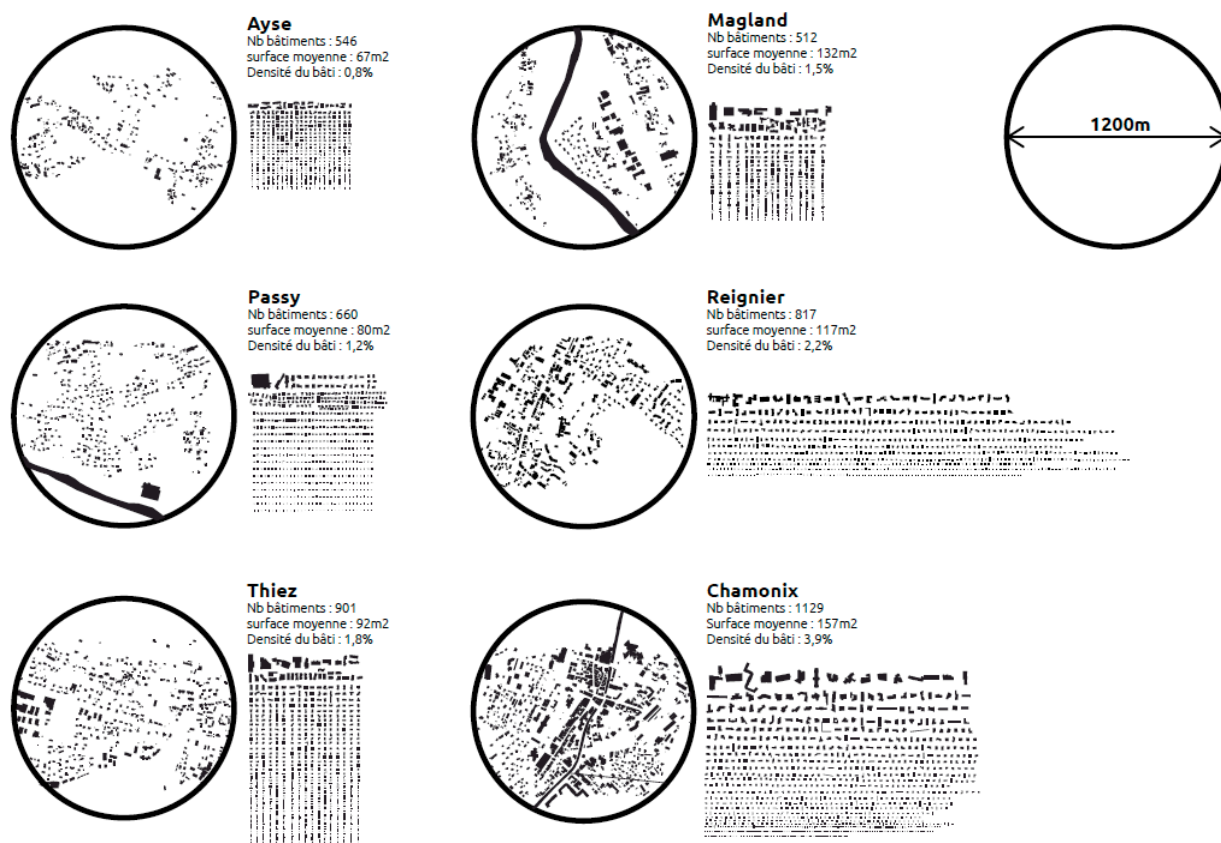 Ayse
Nb bâtiments : 546
surface moyenne : 67m2
Densité du bâti : 0,8%
Magland
Nb bâtiments : 512
surface moyenne : 132m2
Densité du bâti : 1,5%
1200m
Passy
Nb bâtiments : 660
surface moyenne : 80m2
Densité du bâti : 1,2%
Reignier
Nb bâtiments : 817
surface moyenne : 117m2
Densité du bâti : 2,2%
Thiez
Nb bâtiments : 901
surface moyenne : 92m2
Densité du bâti : 1,8%
Chamonix
Nb bâtiments : 1129
Surface moyenne : 157m2
Densité du bâti : 3,9%